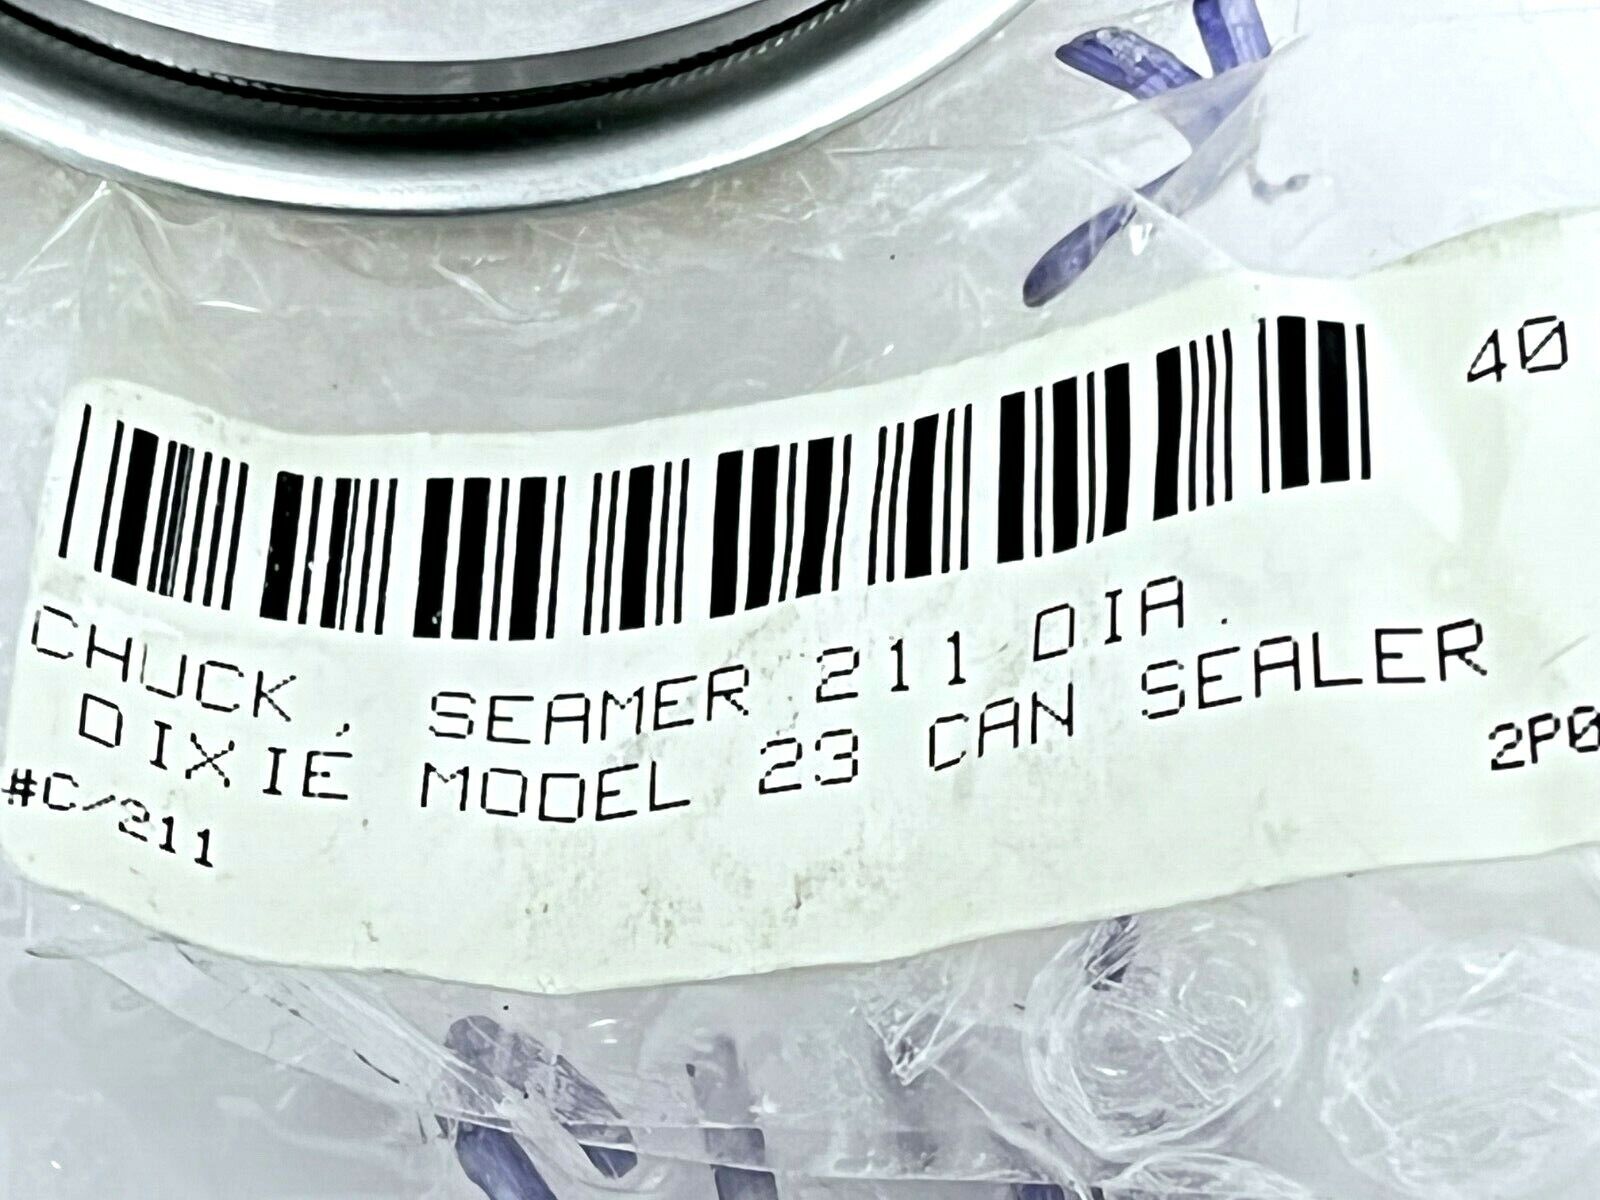 40
CHUCK, SEAMER 211 DIA.
DIXIE MODEL 23 CAN SEALER
#C/211
2P0